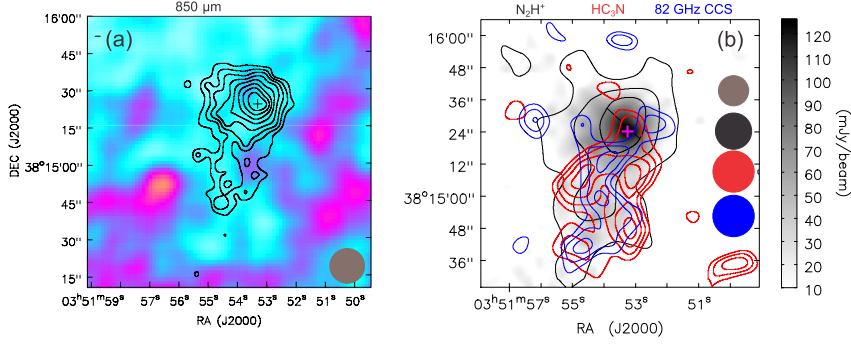 850 μm
(a)
16'00''
45''
30''
15''
38°15'00''
45''
30''
15''
DEC (J2000)
03ʰ51ᵐ59ˢ 57ˢ 56ˢ 55ˢ 54ˢ 53ˢ 52ˢ 51ˢ 50ˢ
RA (J2000)
N₂H⁺ HC₃N 82 GHz CCS
(b)
16'00''
48''
36''
24''
12''
38°15'00''
48''
36''
03ʰ51ᵐ57ˢ 55ˢ 53ˢ 51ˢ
RA (J2000)
120
110
100
90
80
70
60
50
40
30
20
10
(mJy/beam)